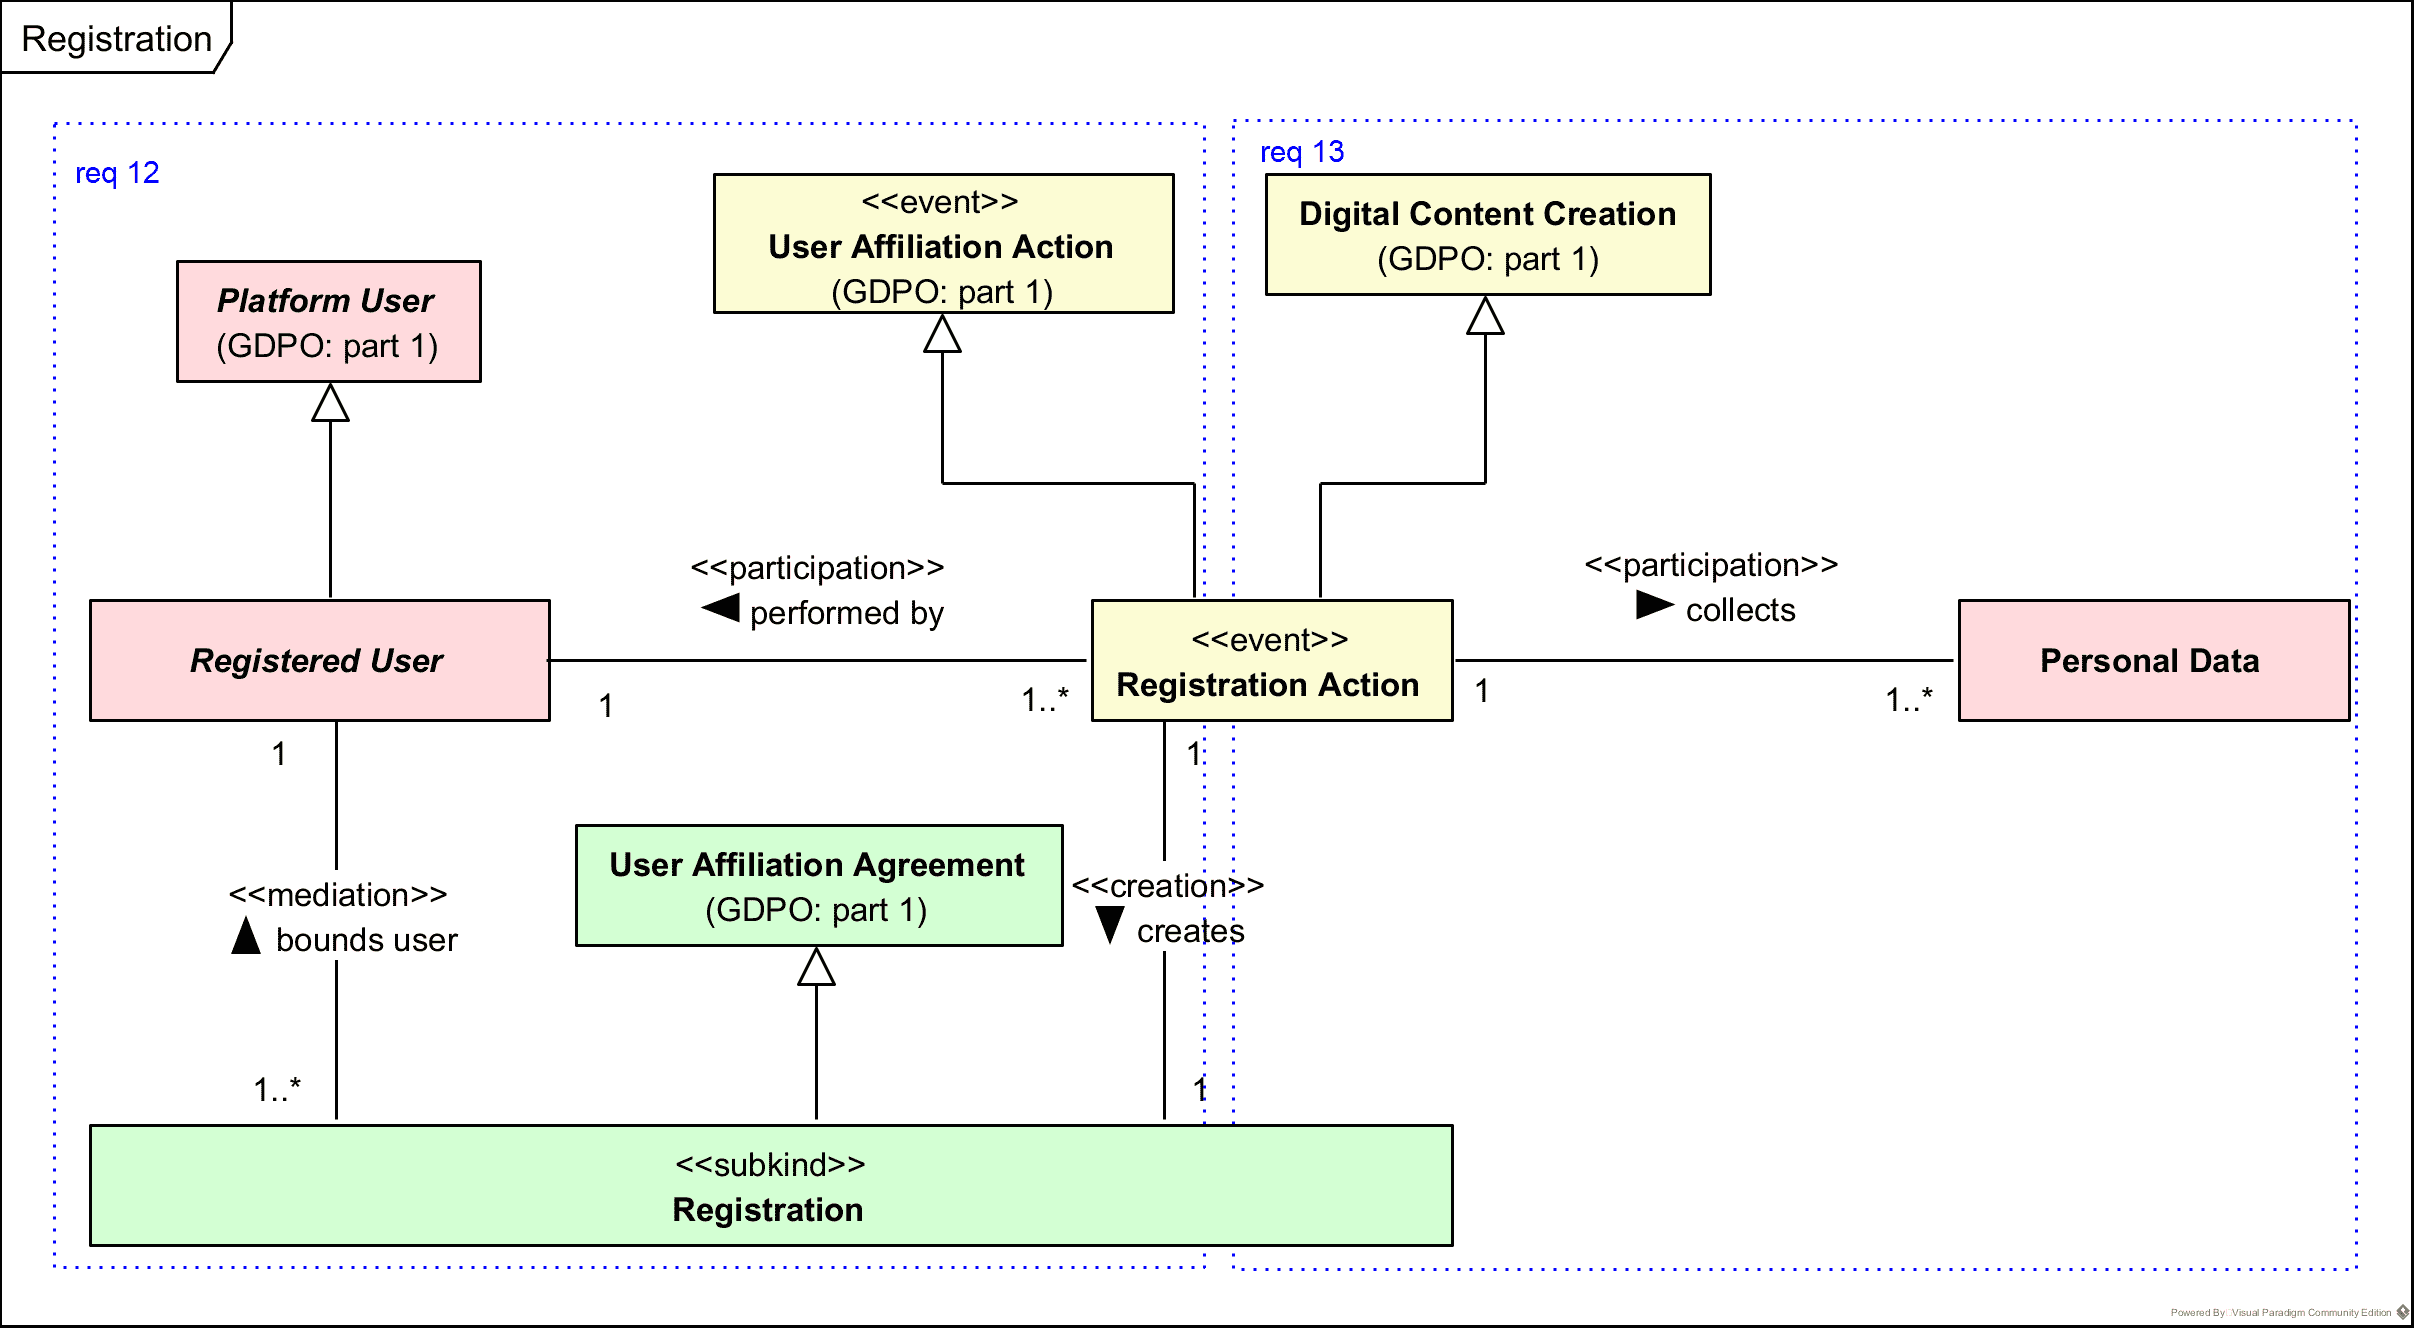 Registration
req 12
req 13
<<event>>
User Affiliation Action
(GDPO: part 1)
Digital Content Creation
(GDPO: part 1)
Platform User
(GDPO: part 1)
<<participation>>
performed by
<<participation>>
collects
Registered User
<<event>>
Registration Action
Personal Data
1
1..*
1
1..*
1
1
User Affiliation Agreement
(GDPO: part 1)
<<mediation>>
bounds user
<<creation>>
creates
1..*
1
<<subkind>>
Registration
Powered By Visual Paradigm Community Edition